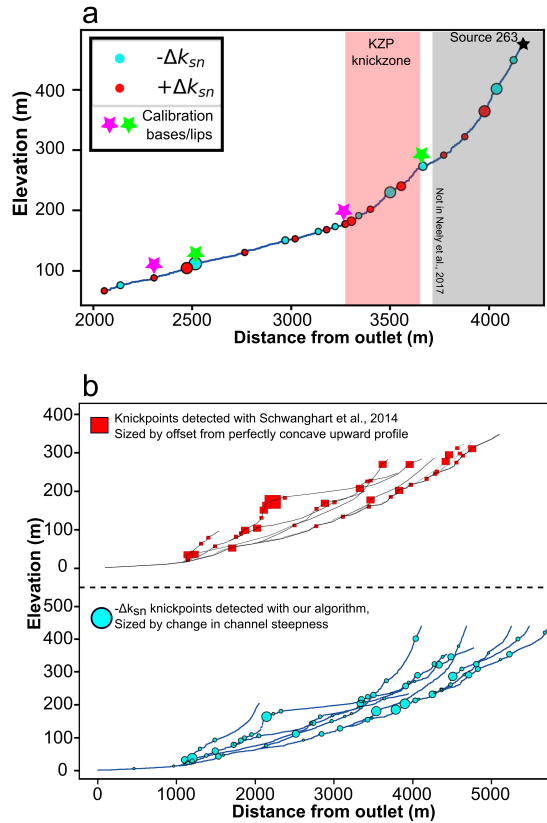 a
-Δksn
+Δksn
Calibration
bases/lips
KZP
knickzone
Source 263
Not in Neely et al., 2017
Elevation (m)
400
300
200
100
2000
2500
3000
3500
4000
Distance from outlet (m)
b
Knickpoints detected with Schwanghart et al., 2014
Sized by offset from perfectly concave upward profile
400
300
200
100
0
Elevation (m)
-Δksn knickpoints detected with our algorithm,
Sized by change in channel steepness
500
400
300
200
100
0
0
1000
2000
3000
4000
5000
Distance from outlet (m)